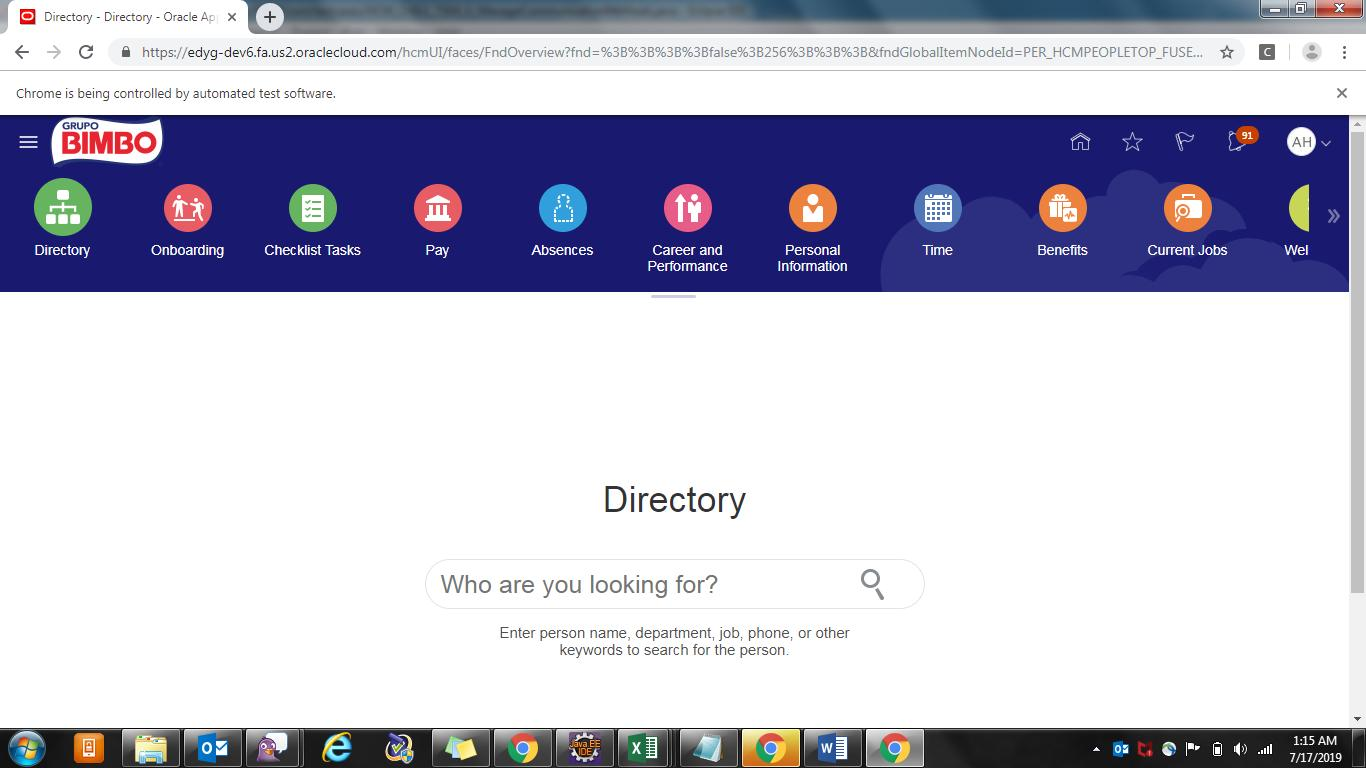 Directory - Directory - Oracle Ap
https://edyg-dev6.fa.us2.oraclecloud.com/hcmUI/faces/FndOverview?fnd=%3B%3B%3B%3Bfalse%3B256%3B%3B%3B&fndGlobalItemNodeId=PER_HCMPEOPLETOP_FUSE...
C
Chrome is being controlled by automated test software.
GRUPO
BIMBO
91
AH
Directory
Onboarding
Checklist Tasks
Pay
Absences
Career and
Performance
Personal
Information
Time
Benefits
Current Jobs
Wel
Directory
Who are you looking for?
Enter person name, department, job, phone, or other
keywords to search for the person.
Java EE
IDE
1:15 AM
7/17/2019